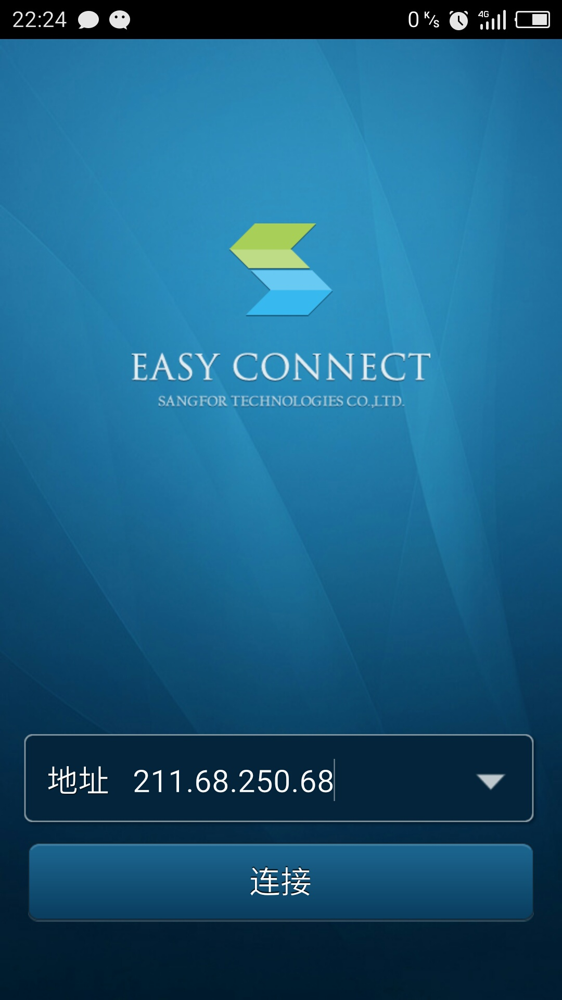 22:24
0 K/s
4G
EASY CONNECT
SANGFOR TECHNOLOGIES CO.,LTD.
地址 211.68.250.68
连接